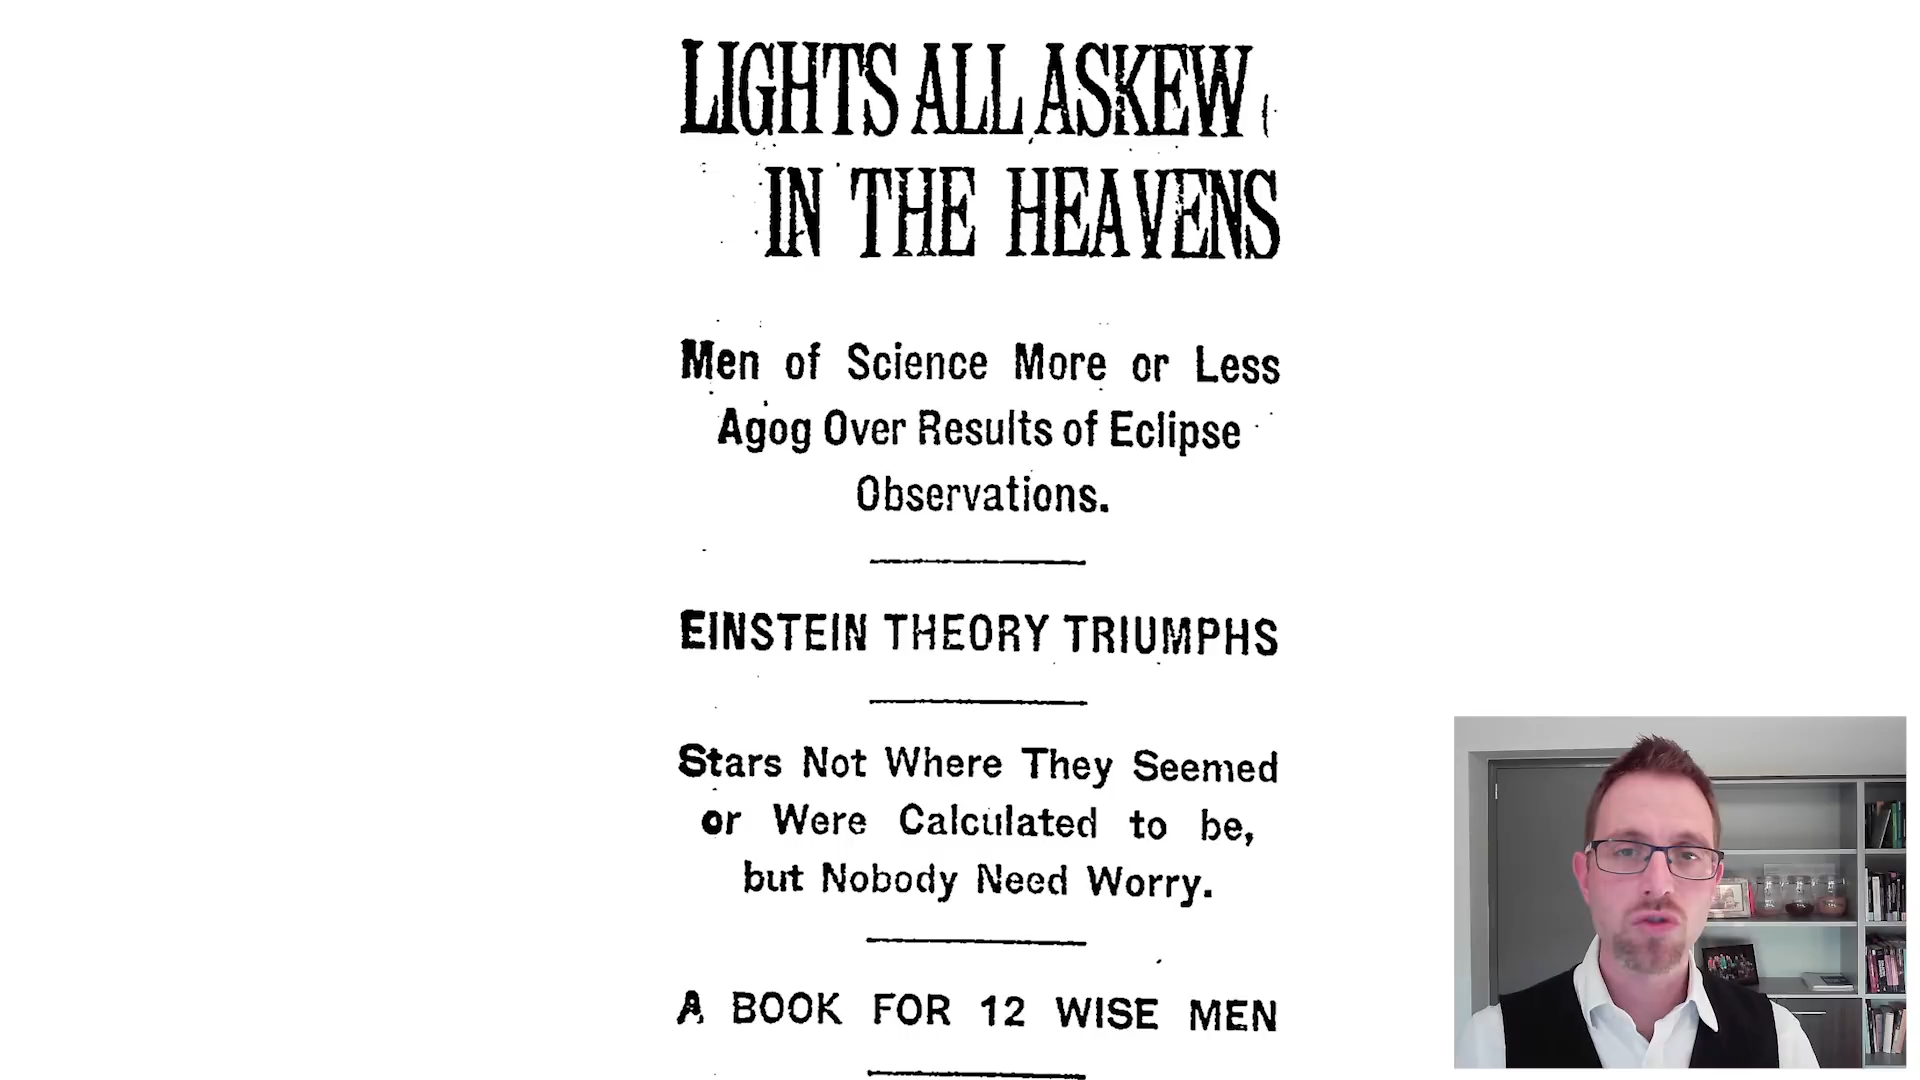 LIGHTS ALL ASKEW
IN THE HEAVENS
Men of Science More or Less
Agog Over Results of Eclipse
Observations.
EINSTEIN THEORY TRIUMPHS
Stars Not Where They Seemed
or Were Calculated to be,
but Nobody Need Worry.
A BOOK FOR 12 WISE MEN